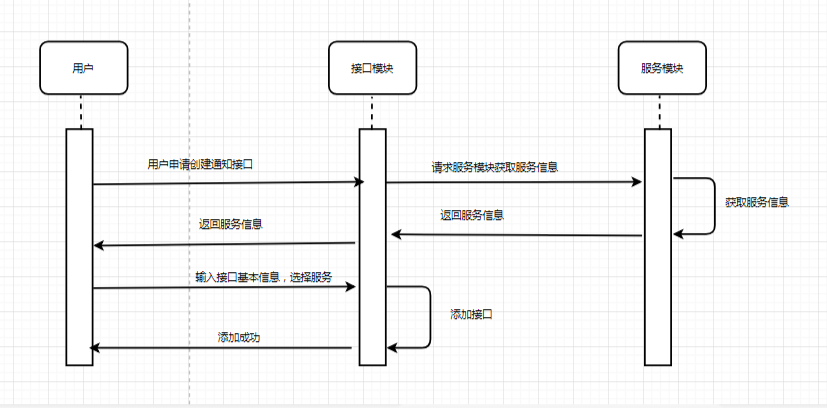 用户
接口模块
服务模块
用户申请创建通知接口
请求服务模块获取服务信息
获取服务信息
返回服务信息
返回服务信息
输入接口基本信息，选择服务
添加接口
添加成功